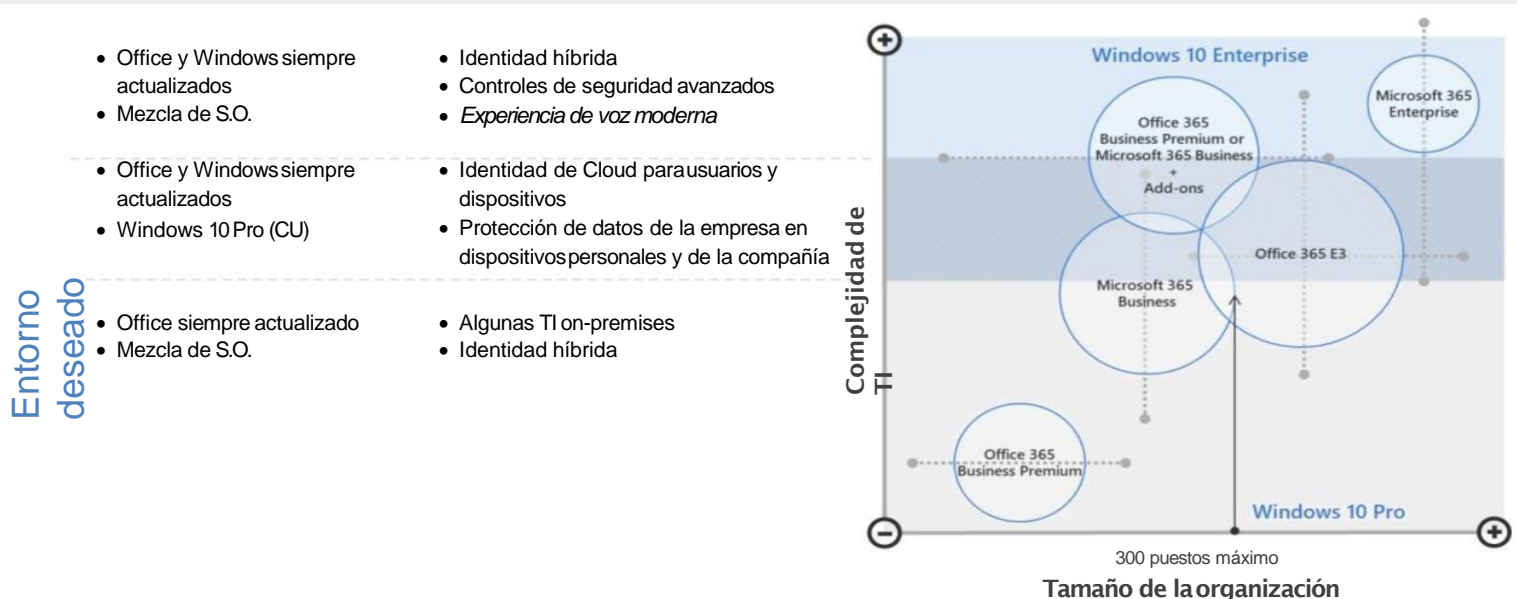 • Office y Windows siempre
actualizados
• Mezcla de S.O.
• Identidad híbrida
• Controles de seguridad avanzados
• Experiencia de voz moderna
• Office y Windows siempre
actualizados
• Windows 10 Pro (CU)
• Identidad de Cloud para usuarios y
dispositivos
• Protección de datos de la empresa en
dispositivos personales y de la compañía
• Office siempre actualizado
• Mezcla de S.O.
• Algunas TI on-premises
• Identidad híbrida
Entorno
deseado
Complejidad de
TI
Windows 10 Enterprise
Microsoft 365
Enterprise
Office 365
Business Premium or
Microsoft 365 Business
+
Add-ons
Office 365 E3
Microsoft 365
Business
Office 365
Business Premium
Windows 10 Pro
300 puestos máximo
Tamaño de la organización